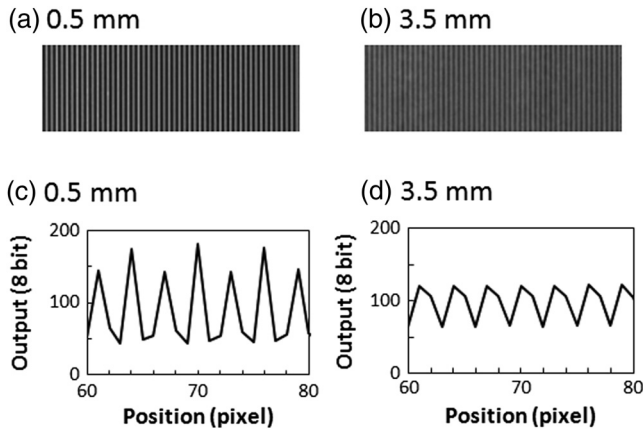 (a) 0.5 mm
(b) 3.5 mm
(c) 0.5 mm
(d) 3.5 mm
200
100
0
60
70
80
Output (8 bit)
Position (pixel)
200
100
0
60
70
80
Output (8 bit)
Position (pixel)